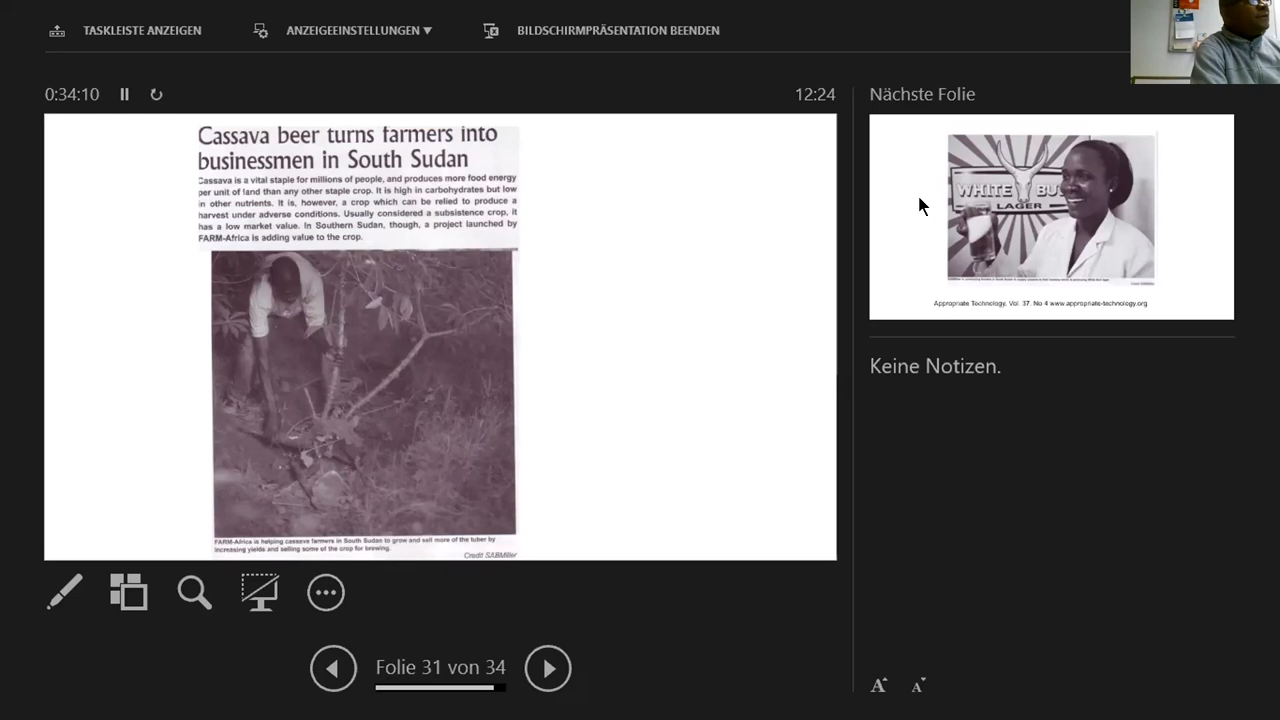 TASKLEISTE ANZEIGEN
ANZEIGEEINSTELLUNGEN
BILDSCHIRMPRÄSENTATION BEENDEN
0:34:10
12:24
Cassava beer turns farmers into
businessmen in South Sudan
Cassava is a vital staple for millions of people, and produces more food energy
per unit of land than any other staple crop. It is high in carbohydrates but low
in other nutrients. It is, however, a crop which can be relied to produce a
harvest under adverse conditions. Usually considered a subsistence crop, it
has a low market value. In Southern Sudan, though, a project launched by
FARM-Africa is adding value to the crop.
FARM-Africa is helping cassava farmers in South Sudan to grow and sell more of the tuber by
increasing yields and selling some of the crop for brewing.
Credit SABMiller
Folie 31 von 34
Nächste Folie
WHITE BU
LAGER
Appropriate Technology, Vol. 37, No 4 www.appropriate-technology.org
Keine Notizen.
A A